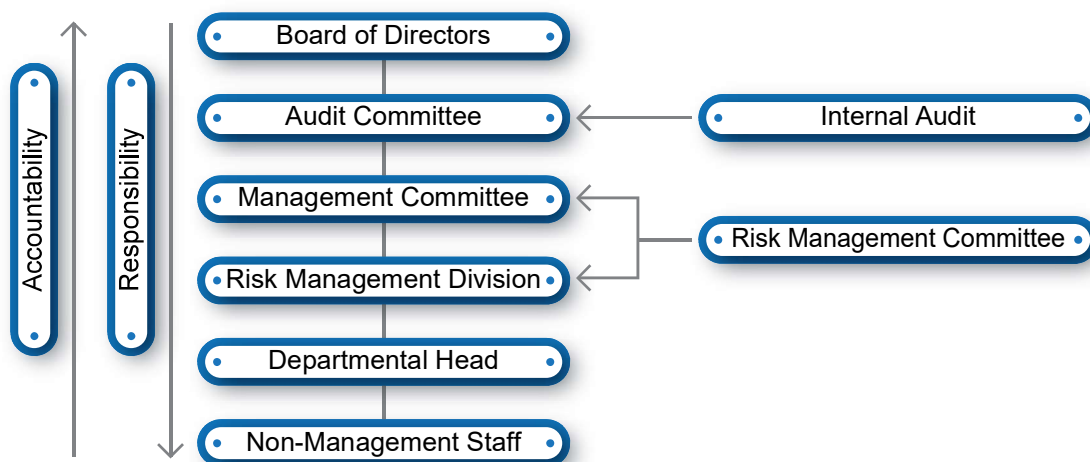 Board of Directors
Audit Committee
Internal Audit
Management Committee
Risk Management Committee
Risk Management Division
Departmental Head
Non-Management Staff
Accountability
Responsibility